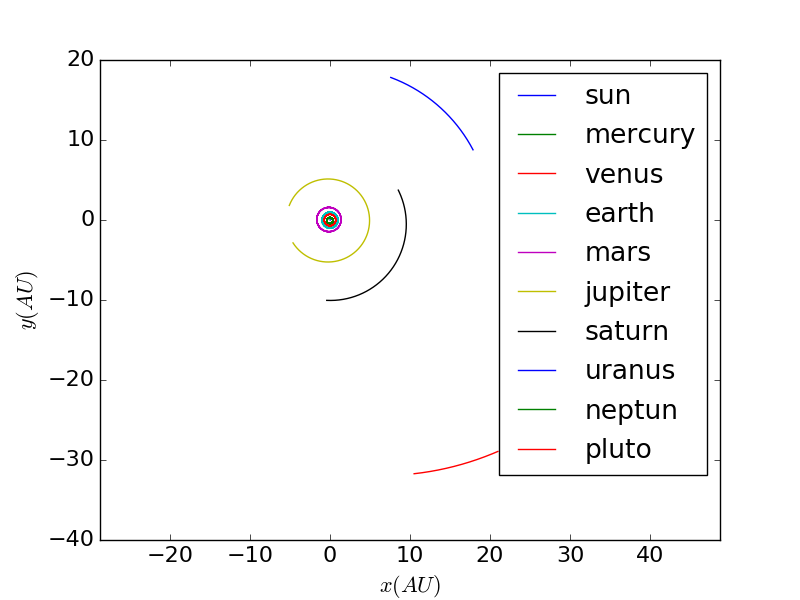 20
10
0
−10
−20
−30
−40
−20
−10
0
10
20
30
40
x(AU)
y(AU)
sun
mercury
venus
earth
mars
jupiter
saturn
uranus
neptun
pluto